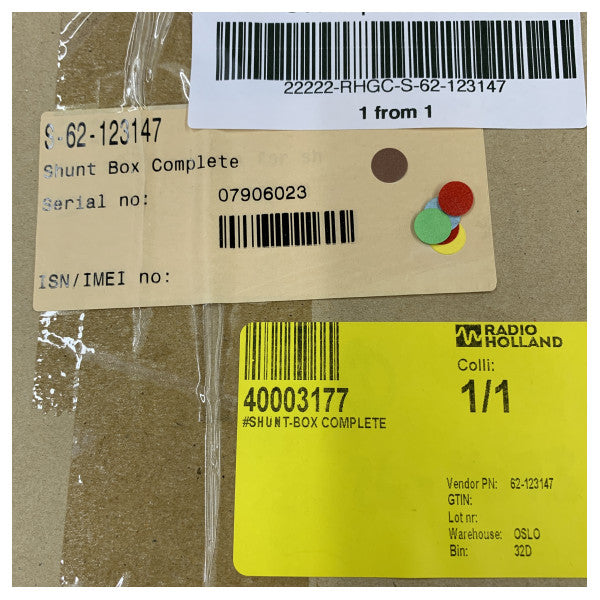 22222-RHGC-S-62-123147
1 from 1
S-62-123147
Shunt Box Complete
Serial no: 07906023
ISN/IMEI no:
RADIO
HOLLAND
Colli:
1/1
40003177
#SHUNT-BOX COMPLETE
Vendor PN: 62-123147
GTIN:
Lot nr:
Warehouse: OSLO
Bin: 32D